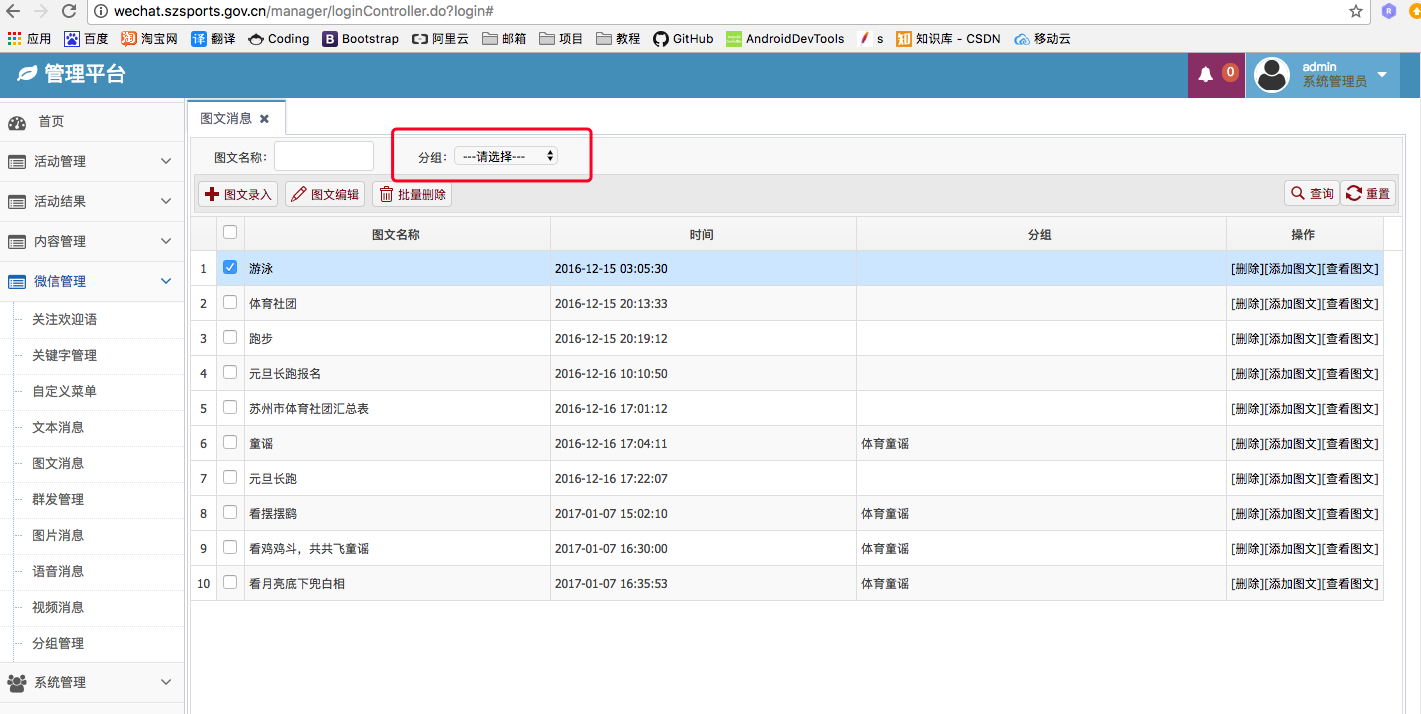 wechat.szsports.gov.cn/manager/loginController.do?login#
应用 百度 淘宝网 翻译 Coding Bootstrap 阿里云 邮箱 项目 教程 GitHub AndroidDevTools s 知识库 - CSDN 移动云
管理平台 0 admin
系统管理员
首页
活动管理
活动结果
内容管理
微信管理
关注欢迎语
关键字管理
自定义菜单
文本消息
图文消息
群发管理
图片消息
语音消息
视频消息
分组管理
系统管理
图文消息
图文名称: 分组: ---请选择---
图文录入 图文编辑 批量删除 查询 重置
图文名称 时间 分组 操作
1 游泳 2016-12-15 03:05:30 [删除][添加图文][查看图文]
2 体育社团 2016-12-15 20:13:33 [删除][添加图文][查看图文]
3 跑步 2016-12-15 20:19:12 [删除][添加图文][查看图文]
4 元旦长跑报名 2016-12-16 10:10:50 [删除][添加图文][查看图文]
5 苏州市体育社团汇总表 2016-12-16 17:01:12 [删除][添加图文][查看图文]
6 童谣 2016-12-16 17:04:11 体育童谣 [删除][添加图文][查看图文]
7 元旦长跑 2016-12-16 17:22:07 [删除][添加图文][查看图文]
8 看摆摆鹞 2017-01-07 15:02:10 体育童谣 [删除][添加图文][查看图文]
9 看鸡鸡斗，共共飞童谣 2017-01-07 16:30:00 体育童谣 [删除][添加图文][查看图文]
10 看月亮底下兜白相 2017-01-07 16:35:53 体育童谣 [删除][添加图文][查看图文]